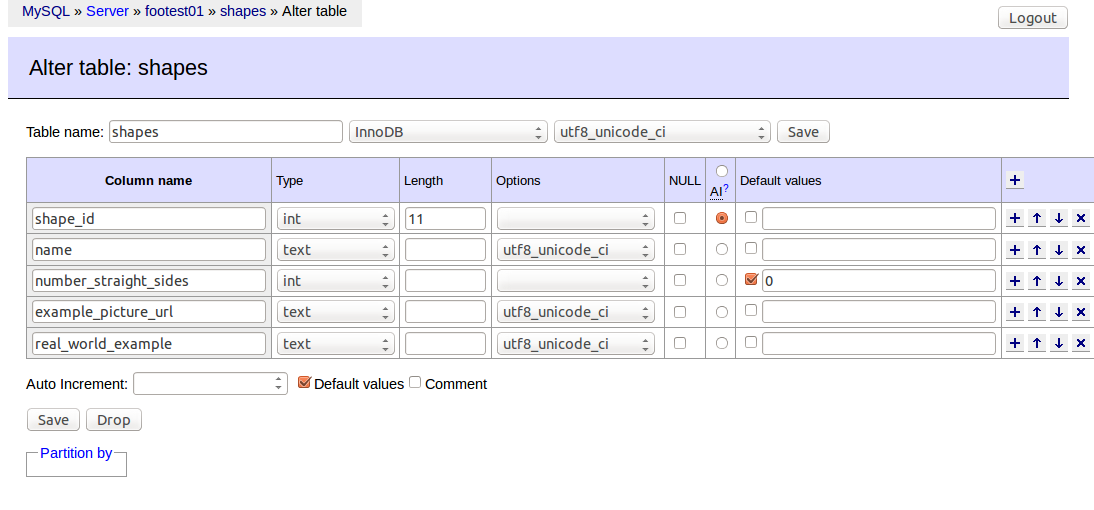 MySQL » Server » footest01 » shapes » Alter table
Logout
Alter table: shapes
Table name: shapes InnoDB utf8_unicode_ci Save
Column name Type Length Options NULL AI? Default values
shape_id int 11
name text utf8_unicode_ci
number_straight_sides int 0
example_picture_url text utf8_unicode_ci
real_world_example text utf8_unicode_ci
Auto Increment: Default values Comment
Save Drop
Partition by